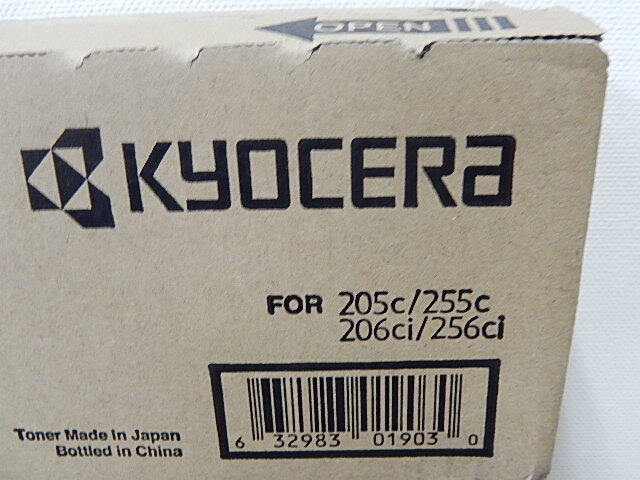 OPEN
KYOCERA
FOR 205c/255c
206ci/256ci
Toner Made in Japan
Bottled in China
6 32983 01903 0